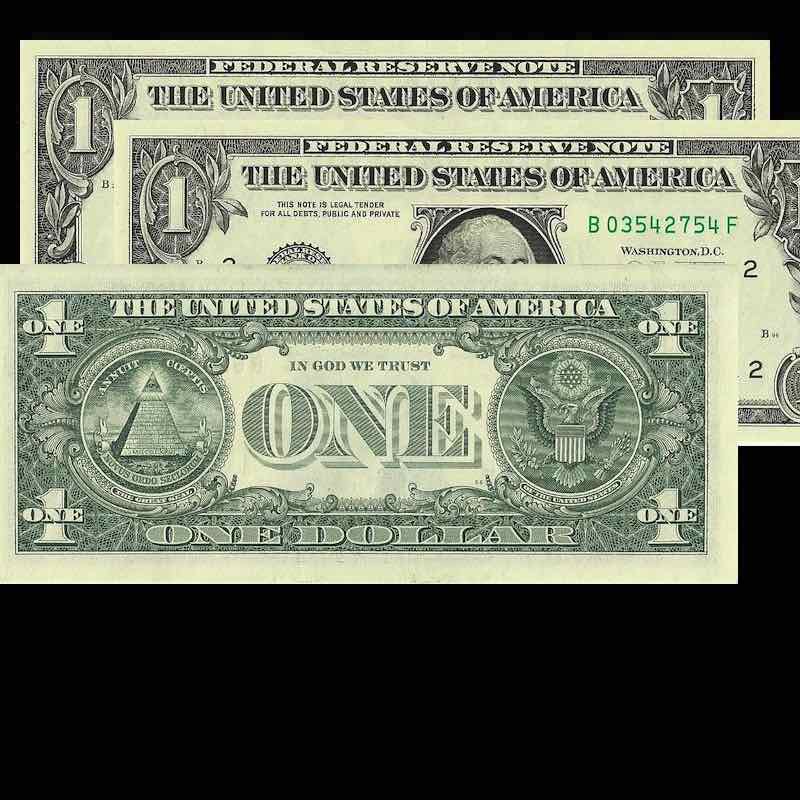 FEDERAL RESERVE NOTE
1
THE UNITED STATES OF AMERICA
1
B
FEDERAL RESERVE NOTE
1
THE UNITED STATES OF AMERICA
THIS NOTE IS LEGAL TENDER
FOR ALL DEBTS, PUBLIC AND PRIVATE
B 03542754 F
WASHINGTON, D.C.
2
2
B
2
THE UNITED STATES OF AMERICA
1 ONE
1 ONE
IN GOD WE TRUST
ANNUIT COEPTIS
ONE
NOVUS ORDO SECLORUM
THE GREAT SEAL
OF THE UNITED STATES
1 ONE
1 ONE
ONE DOLLAR